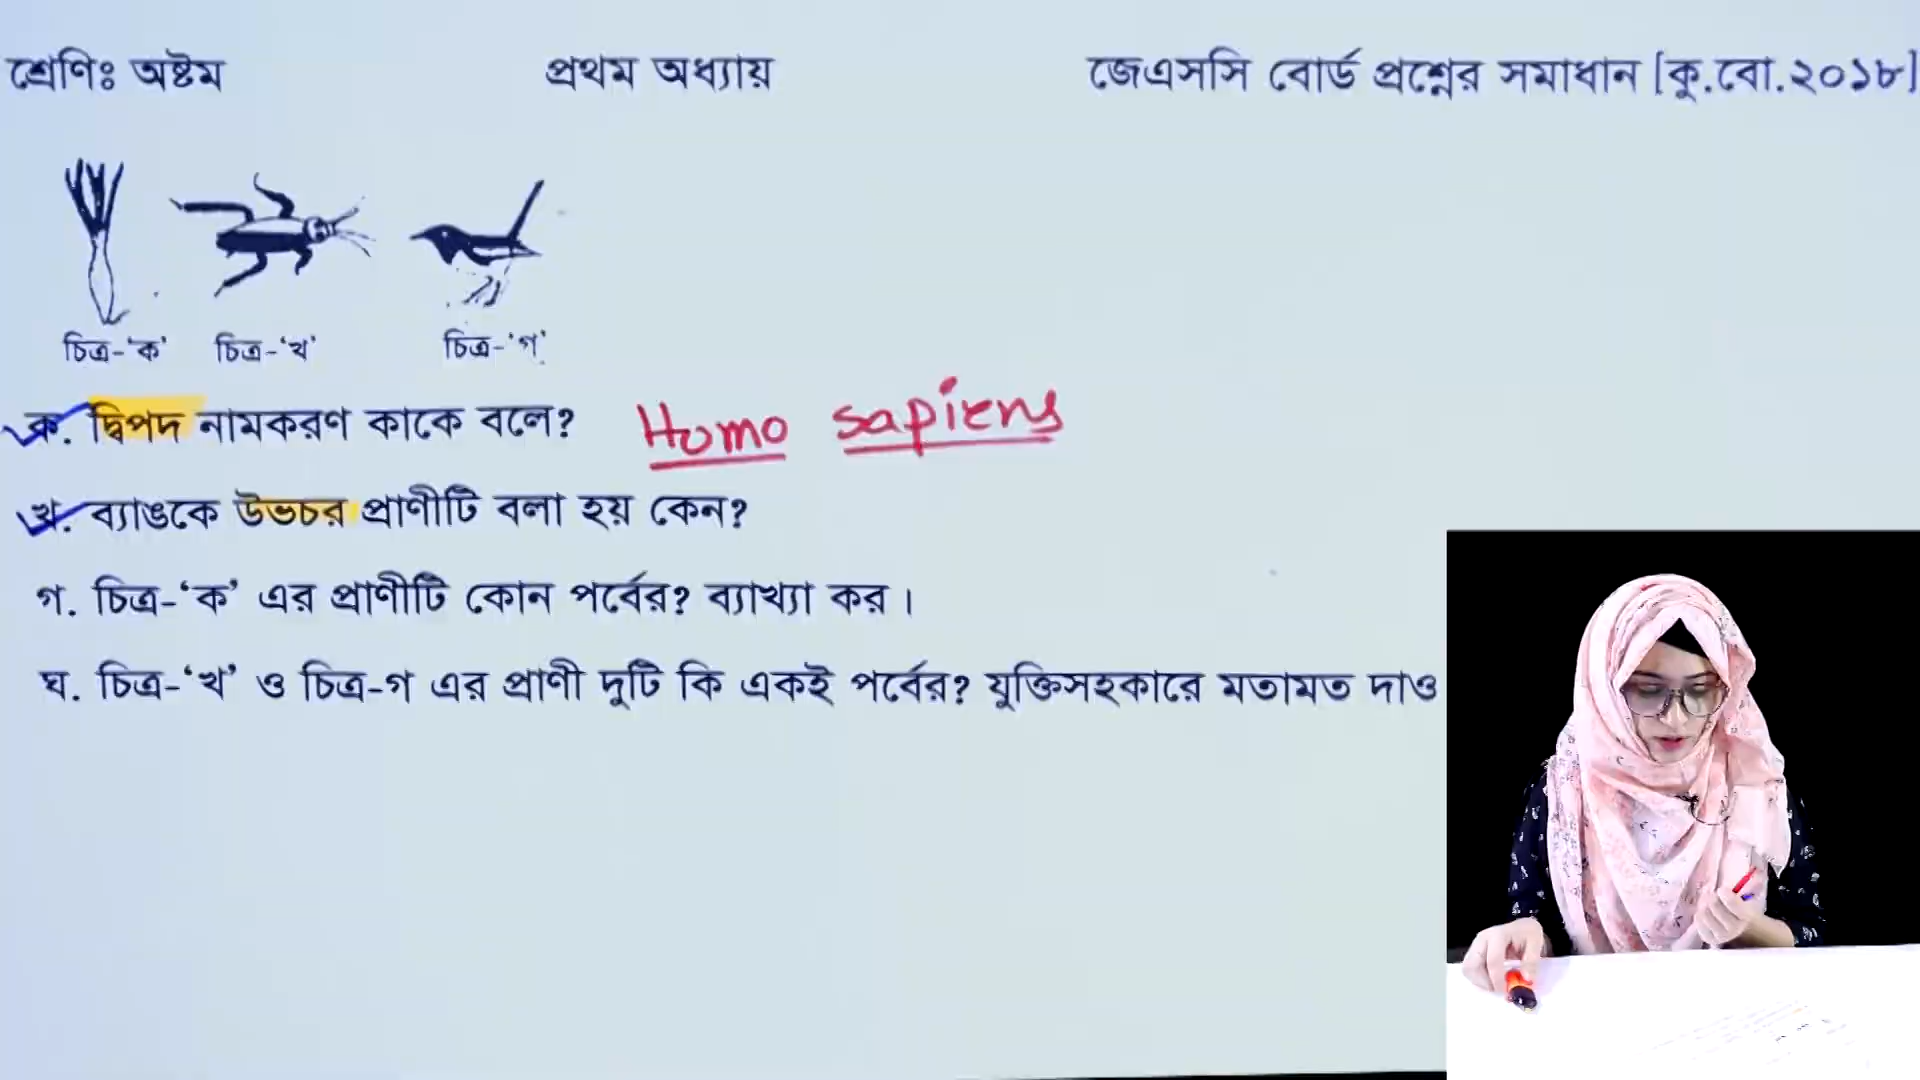 শ্রেণিঃ অষ্টম প্রথম অধ্যায় জেএসসি বোর্ড প্রশ্নের সমাধান [কু.বো.২০১৮]
চিত্র-‘ক’ চিত্র-‘খ’ চিত্র-‘গ’
ক. দ্বিপদ নামকরণ কাকে বলে? Homo sapiens
খ. ব্যাঙকে উভচর প্রাণীটি বলা হয় কেন?
গ. চিত্র-‘ক’ এর প্রাণীটি কোন পর্বের? ব্যাখ্যা কর।
ঘ. চিত্র-‘খ’ ও চিত্র-গ এর প্রাণী দুটি কি একই পর্বের? যুক্তিসহকারে মতামত দাও